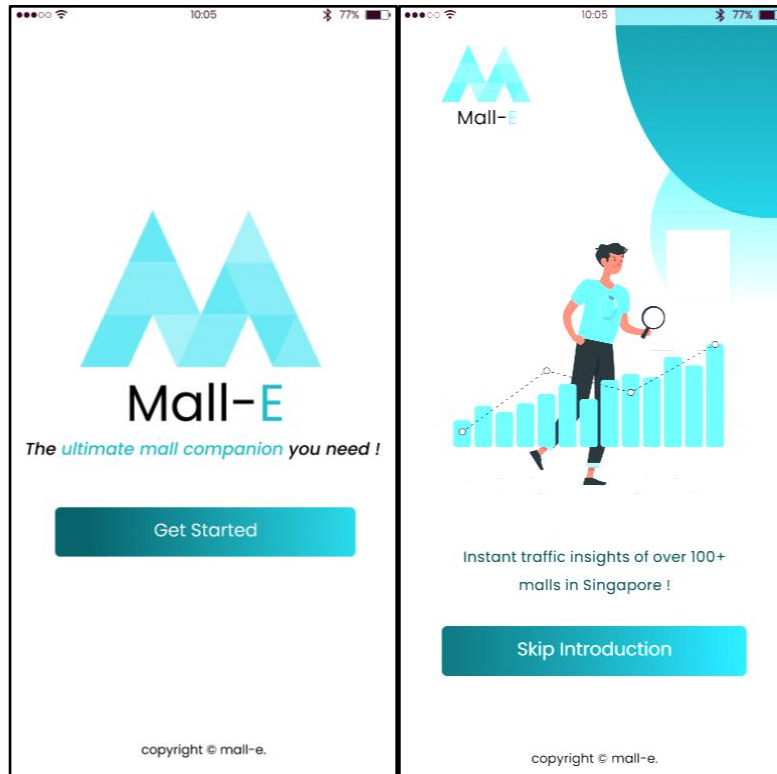 10:05
77%
Mall-E
The ultimate mall companion you need !
Get Started
copyright © mall-e.
10:05
77%
Mall-E
Instant traffic insights of over 100+
malls in Singapore !
Skip Introduction
copyright © mall-e.